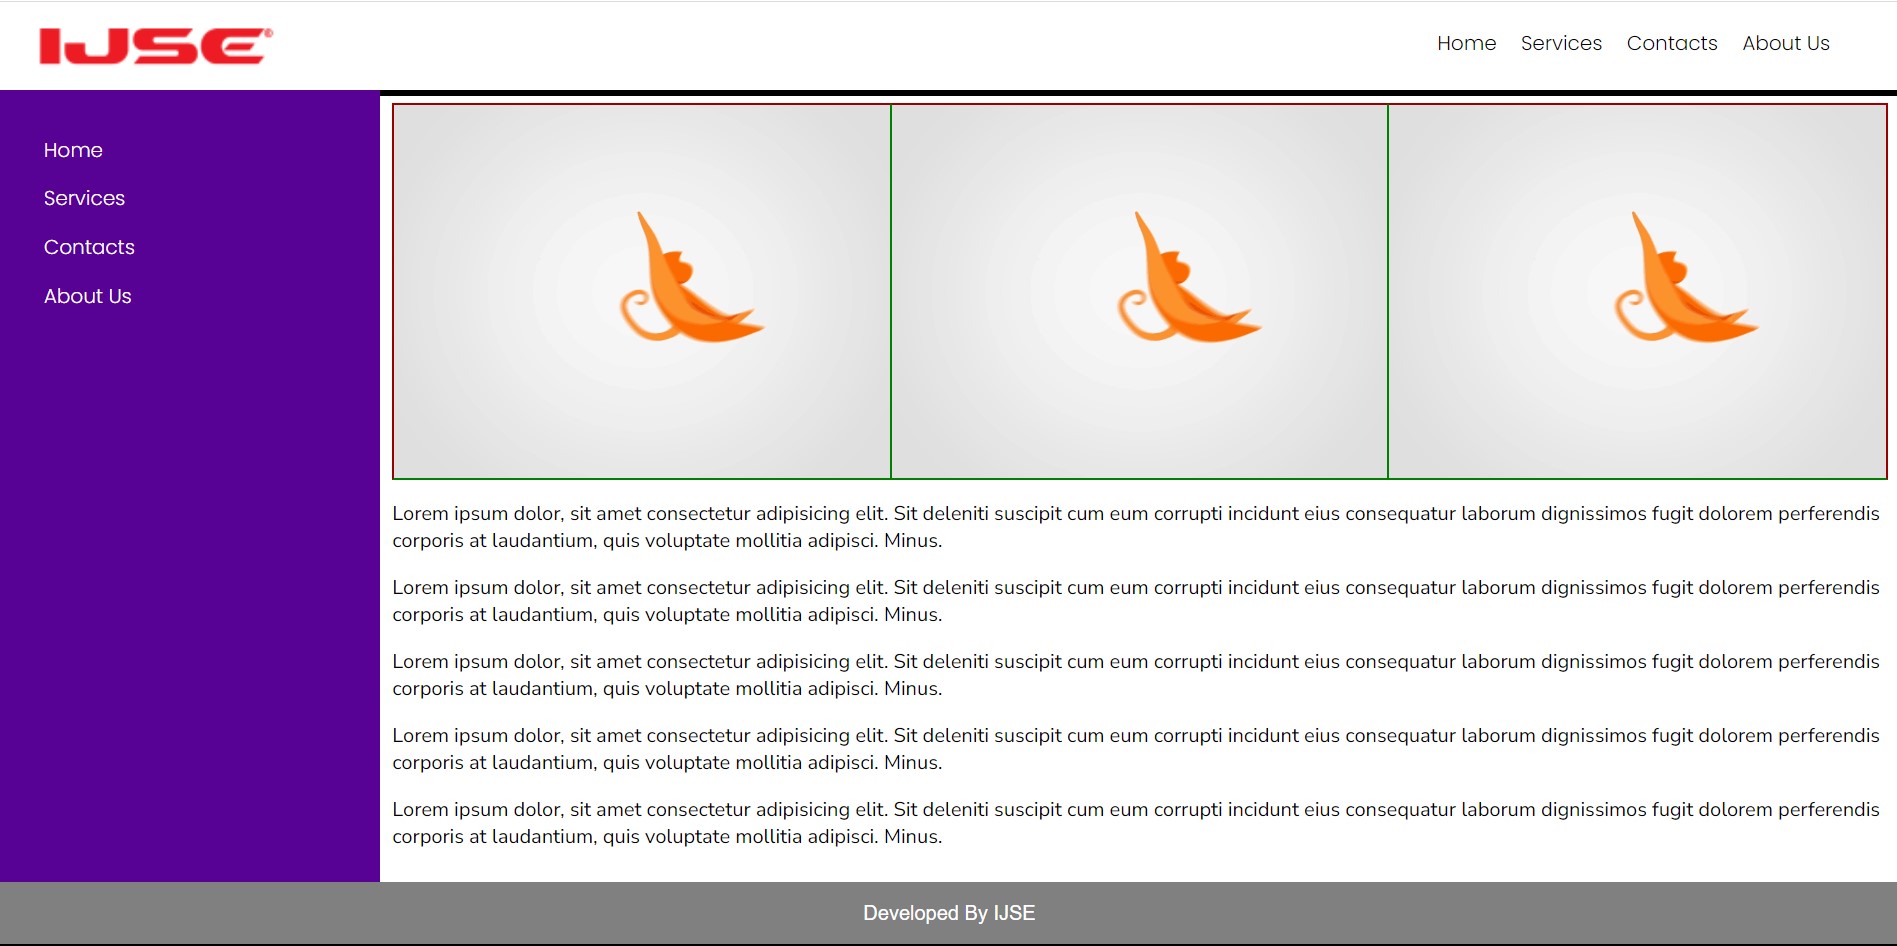 IJSE®
Home Services Contacts About Us
Home
Services
Contacts
About Us
Lorem ipsum dolor, sit amet consectetur adipisicing elit. Sit deleniti suscipit cum eum corrupti incidunt eius consequatur laborum dignissimos fugit dolorem perferendis
corporis at laudantium, quis voluptate mollitia adipisci. Minus.
Lorem ipsum dolor, sit amet consectetur adipisicing elit. Sit deleniti suscipit cum eum corrupti incidunt eius consequatur laborum dignissimos fugit dolorem perferendis
corporis at laudantium, quis voluptate mollitia adipisci. Minus.
Lorem ipsum dolor, sit amet consectetur adipisicing elit. Sit deleniti suscipit cum eum corrupti incidunt eius consequatur laborum dignissimos fugit dolorem perferendis
corporis at laudantium, quis voluptate mollitia adipisci. Minus.
Lorem ipsum dolor, sit amet consectetur adipisicing elit. Sit deleniti suscipit cum eum corrupti incidunt eius consequatur laborum dignissimos fugit dolorem perferendis
corporis at laudantium, quis voluptate mollitia adipisci. Minus.
Lorem ipsum dolor, sit amet consectetur adipisicing elit. Sit deleniti suscipit cum eum corrupti incidunt eius consequatur laborum dignissimos fugit dolorem perferendis
corporis at laudantium, quis voluptate mollitia adipisci. Minus.
Developed By IJSE